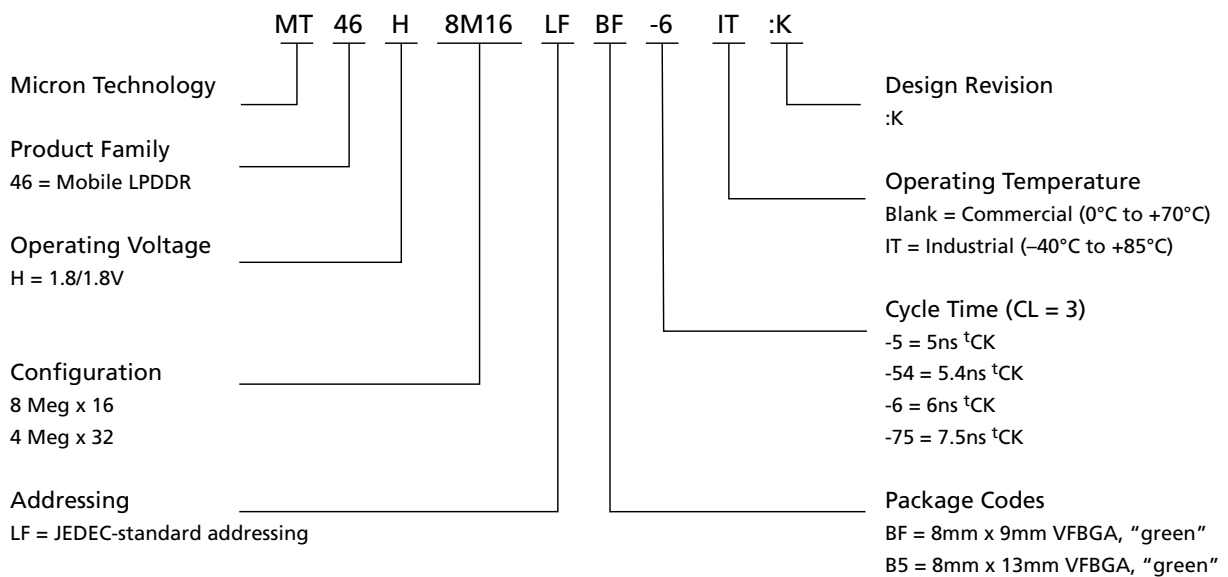 MT 46 H 8M16 LF BF -6 IT :K
Micron Technology
Product Family
46 = Mobile LPDDR
Operating Voltage
H = 1.8/1.8V
Configuration
8 Meg x 16
4 Meg x 32
Addressing
LF = JEDEC-standard addressing
Design Revision
:K
Operating Temperature
Blank = Commercial (0°C to +70°C)
IT = Industrial (–40°C to +85°C)
Cycle Time (CL = 3)
-5 = 5ns tCK
-54 = 5.4ns tCK
-6 = 6ns tCK
-75 = 7.5ns tCK
Package Codes
BF = 8mm x 9mm VFBGA, “green”
B5 = 8mm x 13mm VFBGA, “green”